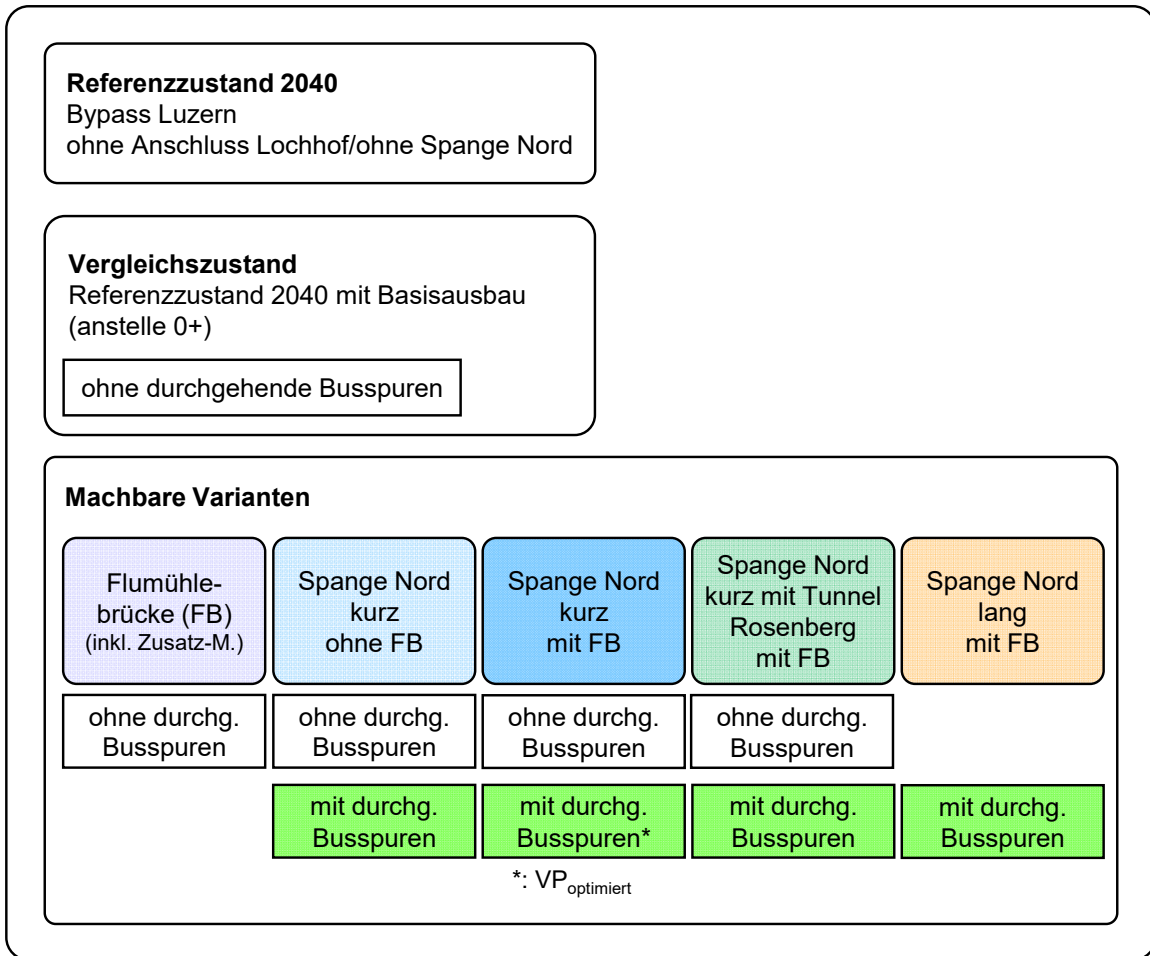 Referenzzustand 2040
Bypass Luzern
ohne Anschluss Lochhof/ohne Spange Nord
Vergleichszustand
Referenzzustand 2040 mit Basisausbau
(anstelle 0+)
ohne durchgehende Busspuren
Machbare Varianten
Flumühle-
brücke (FB)
(inkl. Zusatz-M.)
Spange Nord
kurz
ohne FB
Spange Nord
kurz
mit FB
Spange Nord
kurz mit Tunnel
Rosenberg
mit FB
Spange Nord
lang
mit FB
ohne durchg.
Busspuren
ohne durchg.
Busspuren
ohne durchg.
Busspuren
ohne durchg.
Busspuren
mit durchg.
Busspuren
mit durchg.
Busspuren*
mit durchg.
Busspuren
mit durchg.
Busspuren
*: VPoptimiert